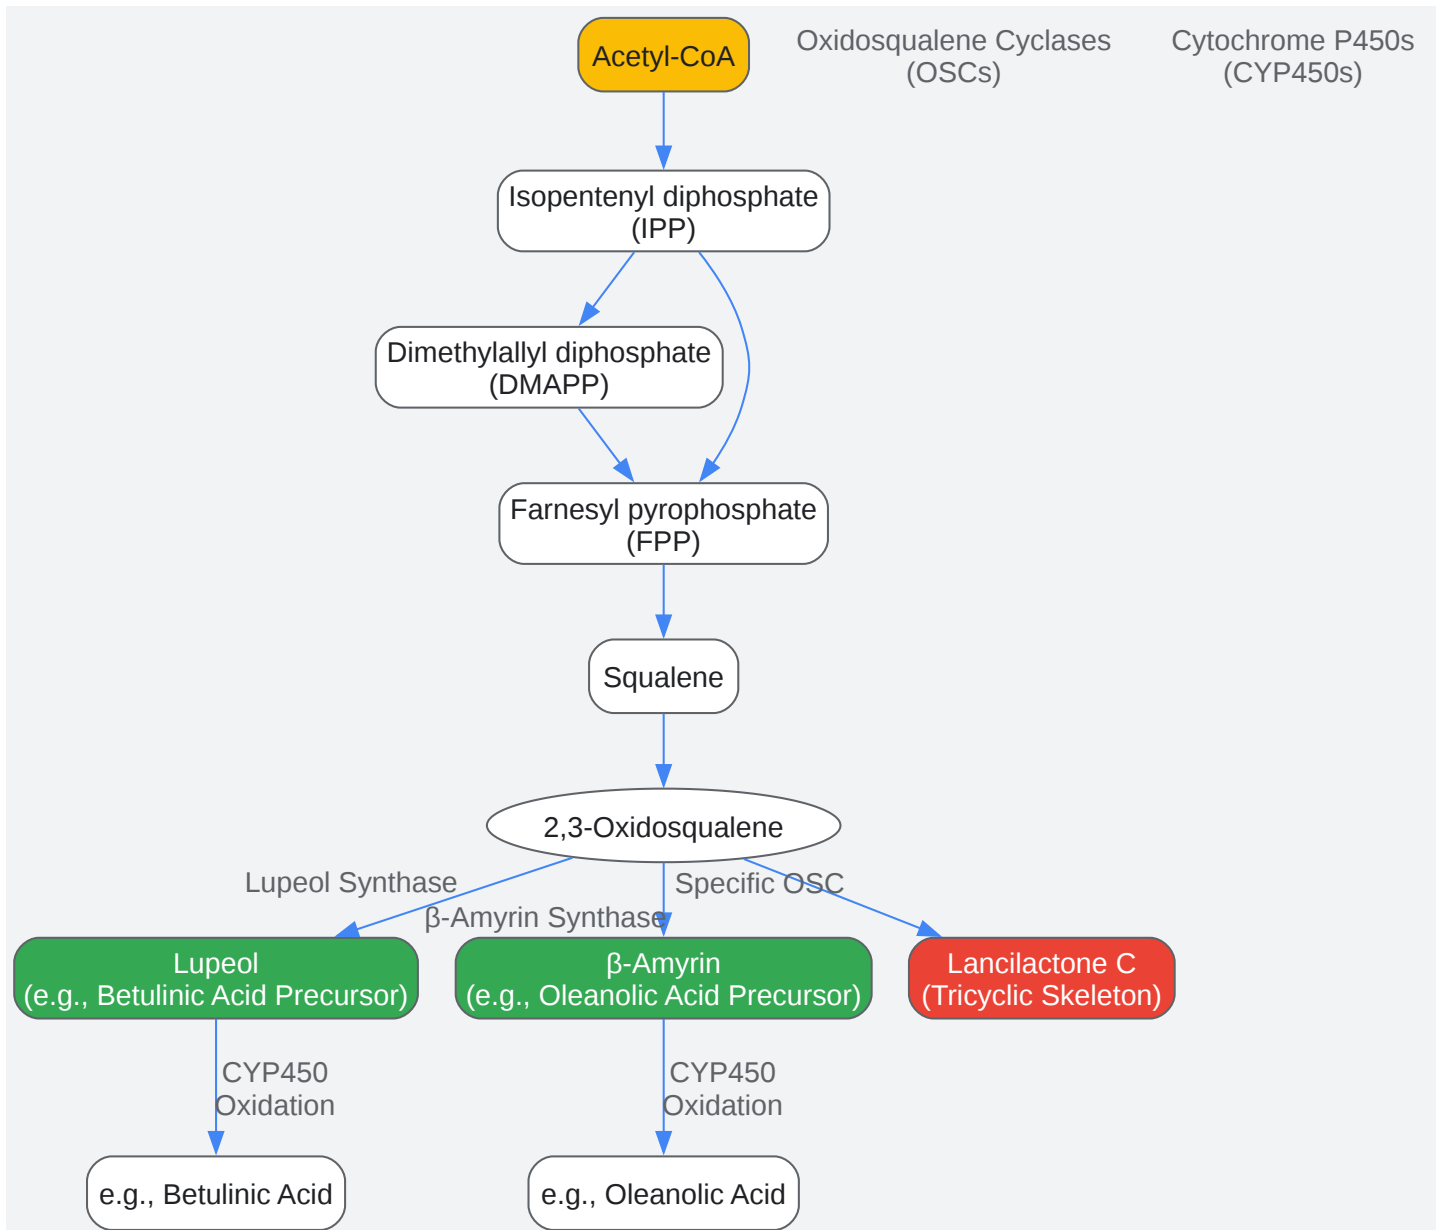 Acetyl-CoA
Oxidosqualene Cyclases
(OSCs)
Cytochrome P450s
(CYP450s)
Isopentenyl diphosphate
(IPP)
Dimethylallyl diphosphate
(DMAPP)
Farnesyl pyrophosphate
(FPP)
Squalene
2,3-Oxidosqualene
Lupeol Synthase
β-Amyrin Synthase
Specific OSC
Lupeol
(e.g., Betulinic Acid Precursor)
β-Amyrin
(e.g., Oleanolic Acid Precursor)
Lancilactone C
(Tricyclic Skeleton)
CYP450
Oxidation
CYP450
Oxidation
e.g., Betulinic Acid
e.g., Oleanolic Acid